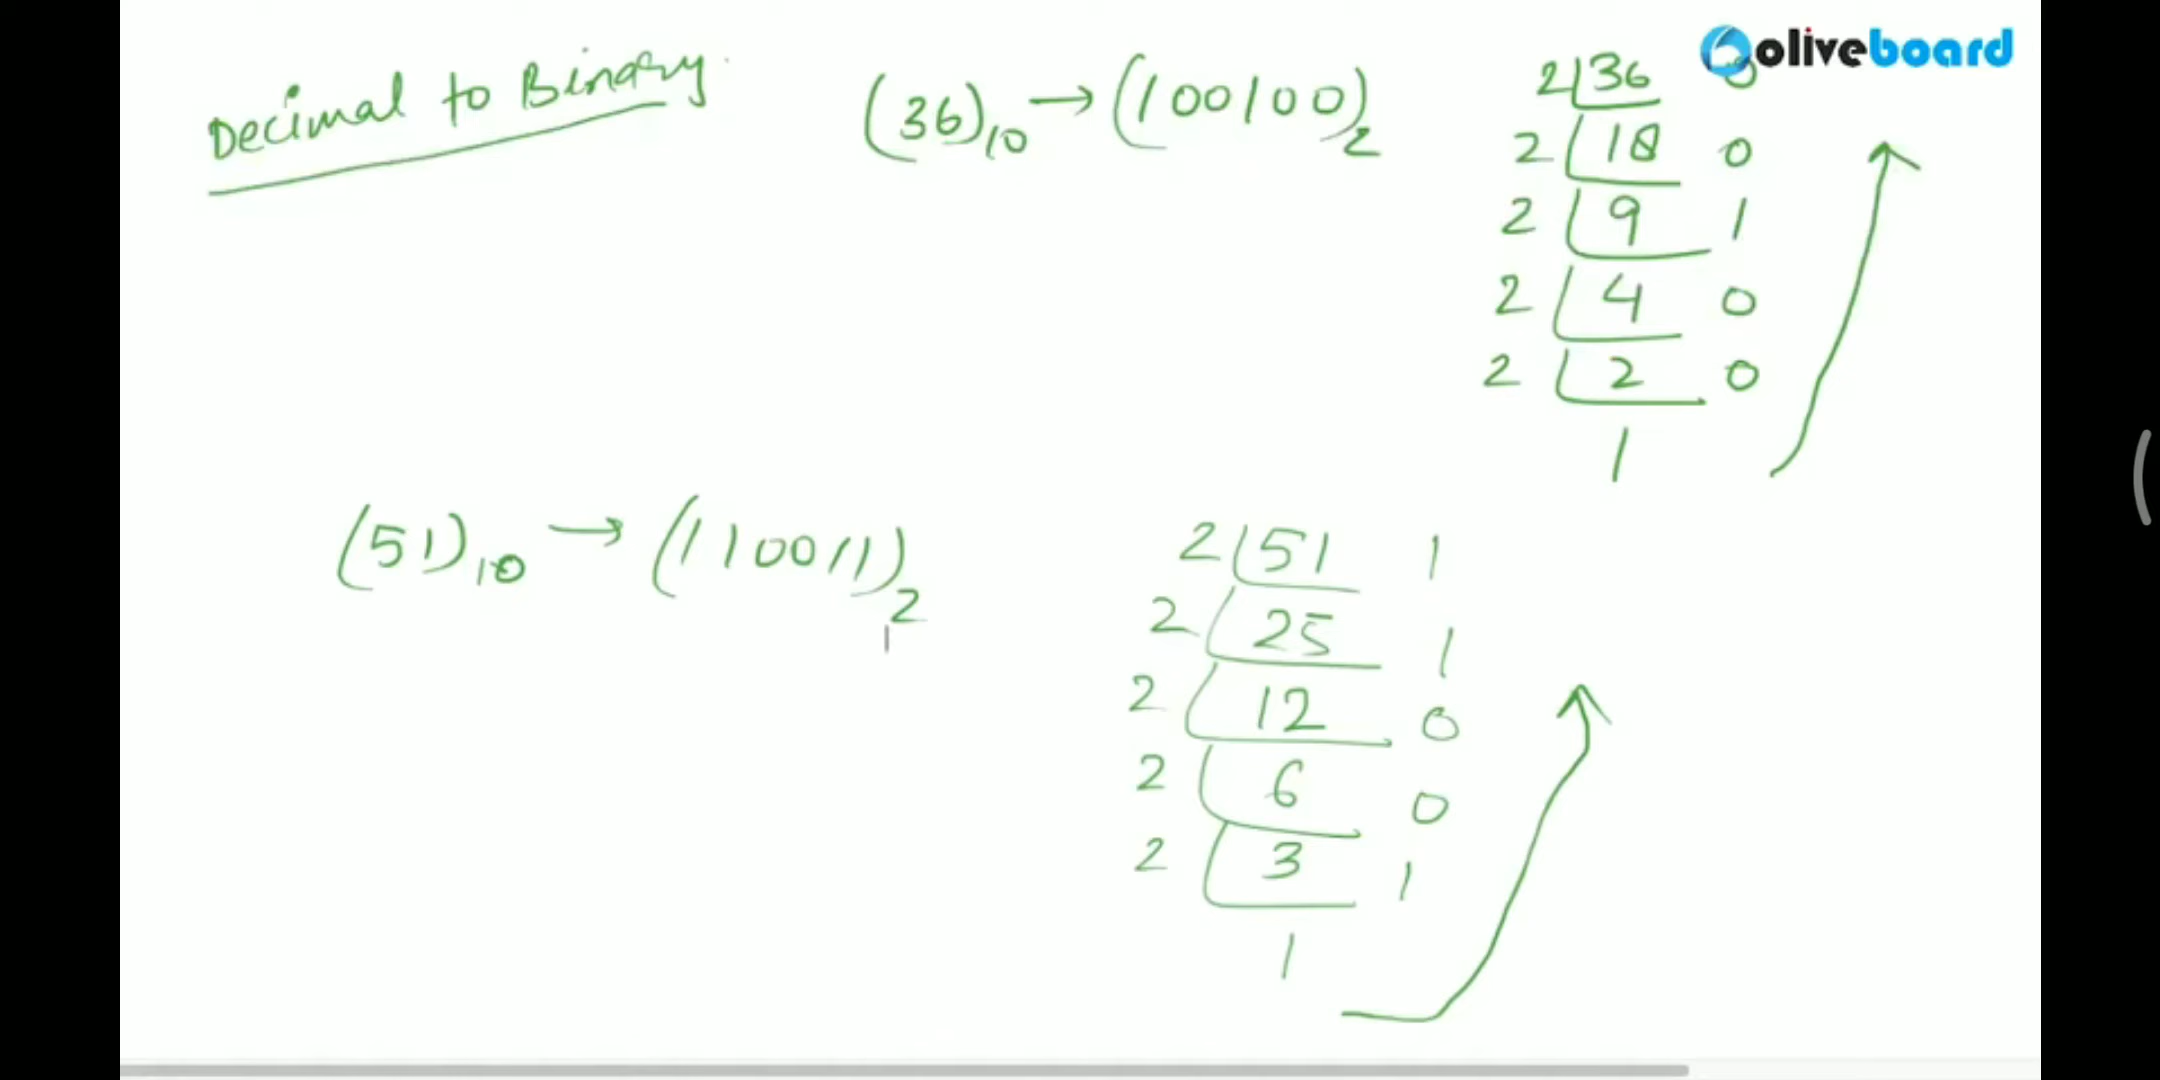 oliveboard
Decimal to Binary
(36)10 → (100100)2
2 36 0
2 18 0
2 9 1
2 4 0
2 2 0
1
(51)10 → (110011)2
2 51 1
2 25 1
2 12 0
2 6 0
2 3 1
1